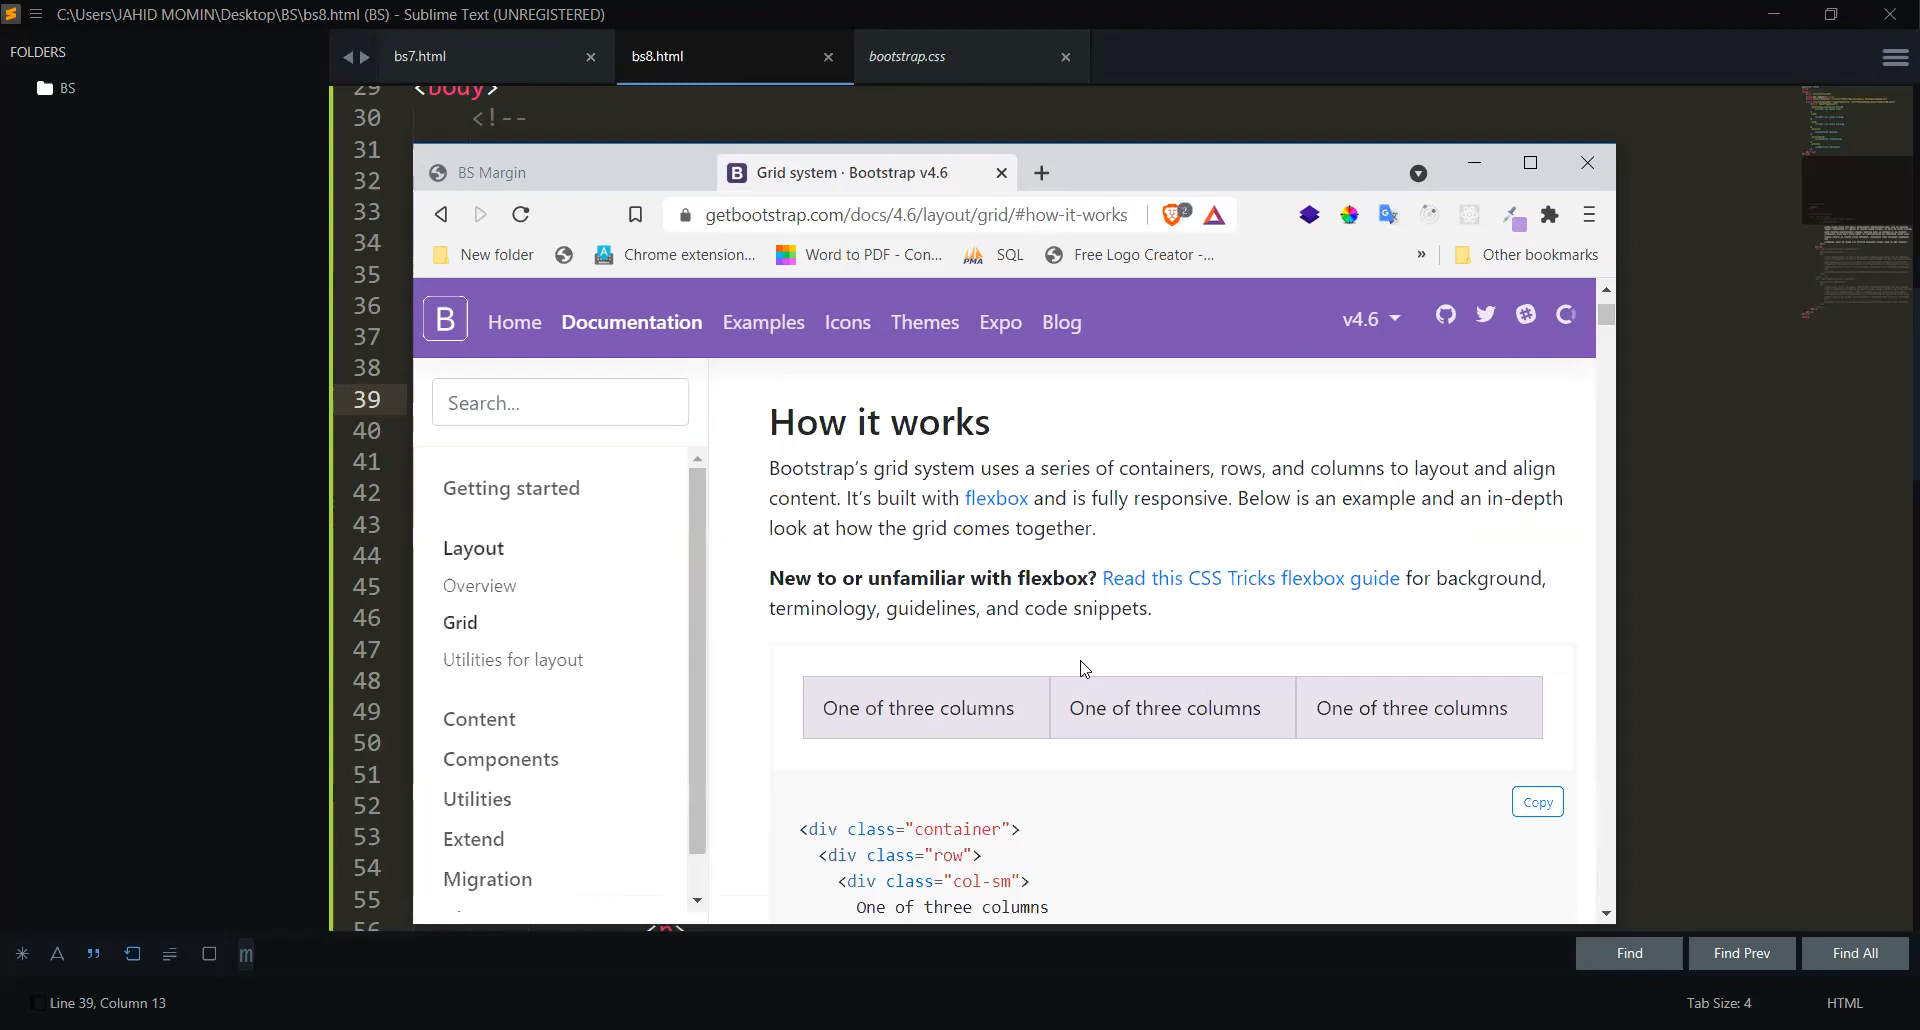 C:\Users\JAHID MOMIN\Desktop\BS\bs8.html (BS) - Sublime Text (UNREGISTERED)
FOLDERS
BS
bs7.html
bs8.html
bootstrap.css
29 <body>
30 <!--
31
32
33
34
35
36
37
38
39
40
41
42
43
44
45
46
47
48
49
50
51
52
53
54
55
56 <p>
BS Margin
Grid system · Bootstrap v4.6
getbootstrap.com/docs/4.6/layout/grid/#how-it-works
2
New folder
Chrome extension...
Word to PDF - Con...
PMA
SQL
Free Logo Creator -...
»
Other bookmarks
B
Home
Documentation
Examples
Icons
Themes
Expo
Blog
v4.6
Search...
Getting started
Layout
Overview
Grid
Utilities for layout
Content
Components
Utilities
Extend
Migration
How it works
Bootstrap's grid system uses a series of containers, rows, and columns to layout and align
content. It's built with flexbox and is fully responsive. Below is an example and an in-depth
look at how the grid comes together.
New to or unfamiliar with flexbox? Read this CSS Tricks flexbox guide for background,
terminology, guidelines, and code snippets.
One of three columns
One of three columns
One of three columns
Copy
<div class="container">
<div class="row">
<div class="col-sm">
One of three columns
Find
Find Prev
Find All
Line 39, Column 13
Tab Size: 4
HTML